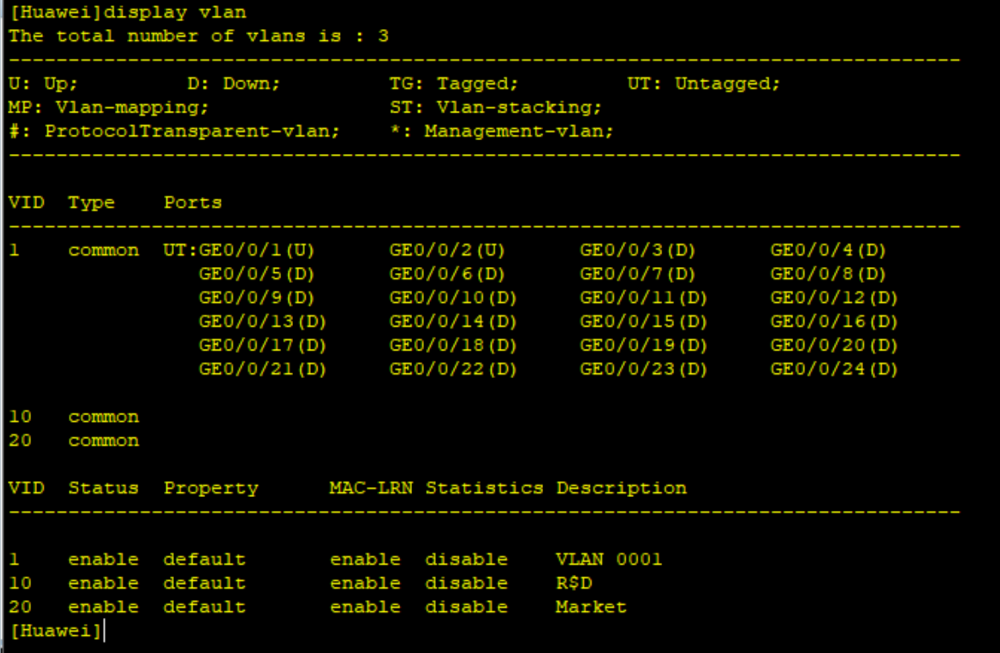 [Huawei]display vlan
The total number of vlans is : 3
--------------------------------------------------------------------------------
U: Up;         D: Down;         TG: Tagged;         UT: Untagged;
MP: Vlan-mapping;               ST: Vlan-stacking;
#: ProtocolTransparent-vlan;    *: Management-vlan;
--------------------------------------------------------------------------------
VID  Type    Ports
--------------------------------------------------------------------------------
1    common  UT:GE0/0/1(U)      GE0/0/2(U)      GE0/0/3(D)      GE0/0/4(D)
                GE0/0/5(D)      GE0/0/6(D)      GE0/0/7(D)      GE0/0/8(D)
                GE0/0/9(D)      GE0/0/10(D)     GE0/0/11(D)     GE0/0/12(D)
                GE0/0/13(D)     GE0/0/14(D)     GE0/0/15(D)     GE0/0/16(D)
                GE0/0/17(D)     GE0/0/18(D)     GE0/0/19(D)     GE0/0/20(D)
                GE0/0/21(D)     GE0/0/22(D)     GE0/0/23(D)     GE0/0/24(D)
10   common
20   common
VID  Status  Property      MAC-LRN Statistics Description
--------------------------------------------------------------------------------
1    enable  default       enable  disable    VLAN 0001
10   enable  default       enable  disable    R$D
20   enable  default       enable  disable    Market
[Huawei]